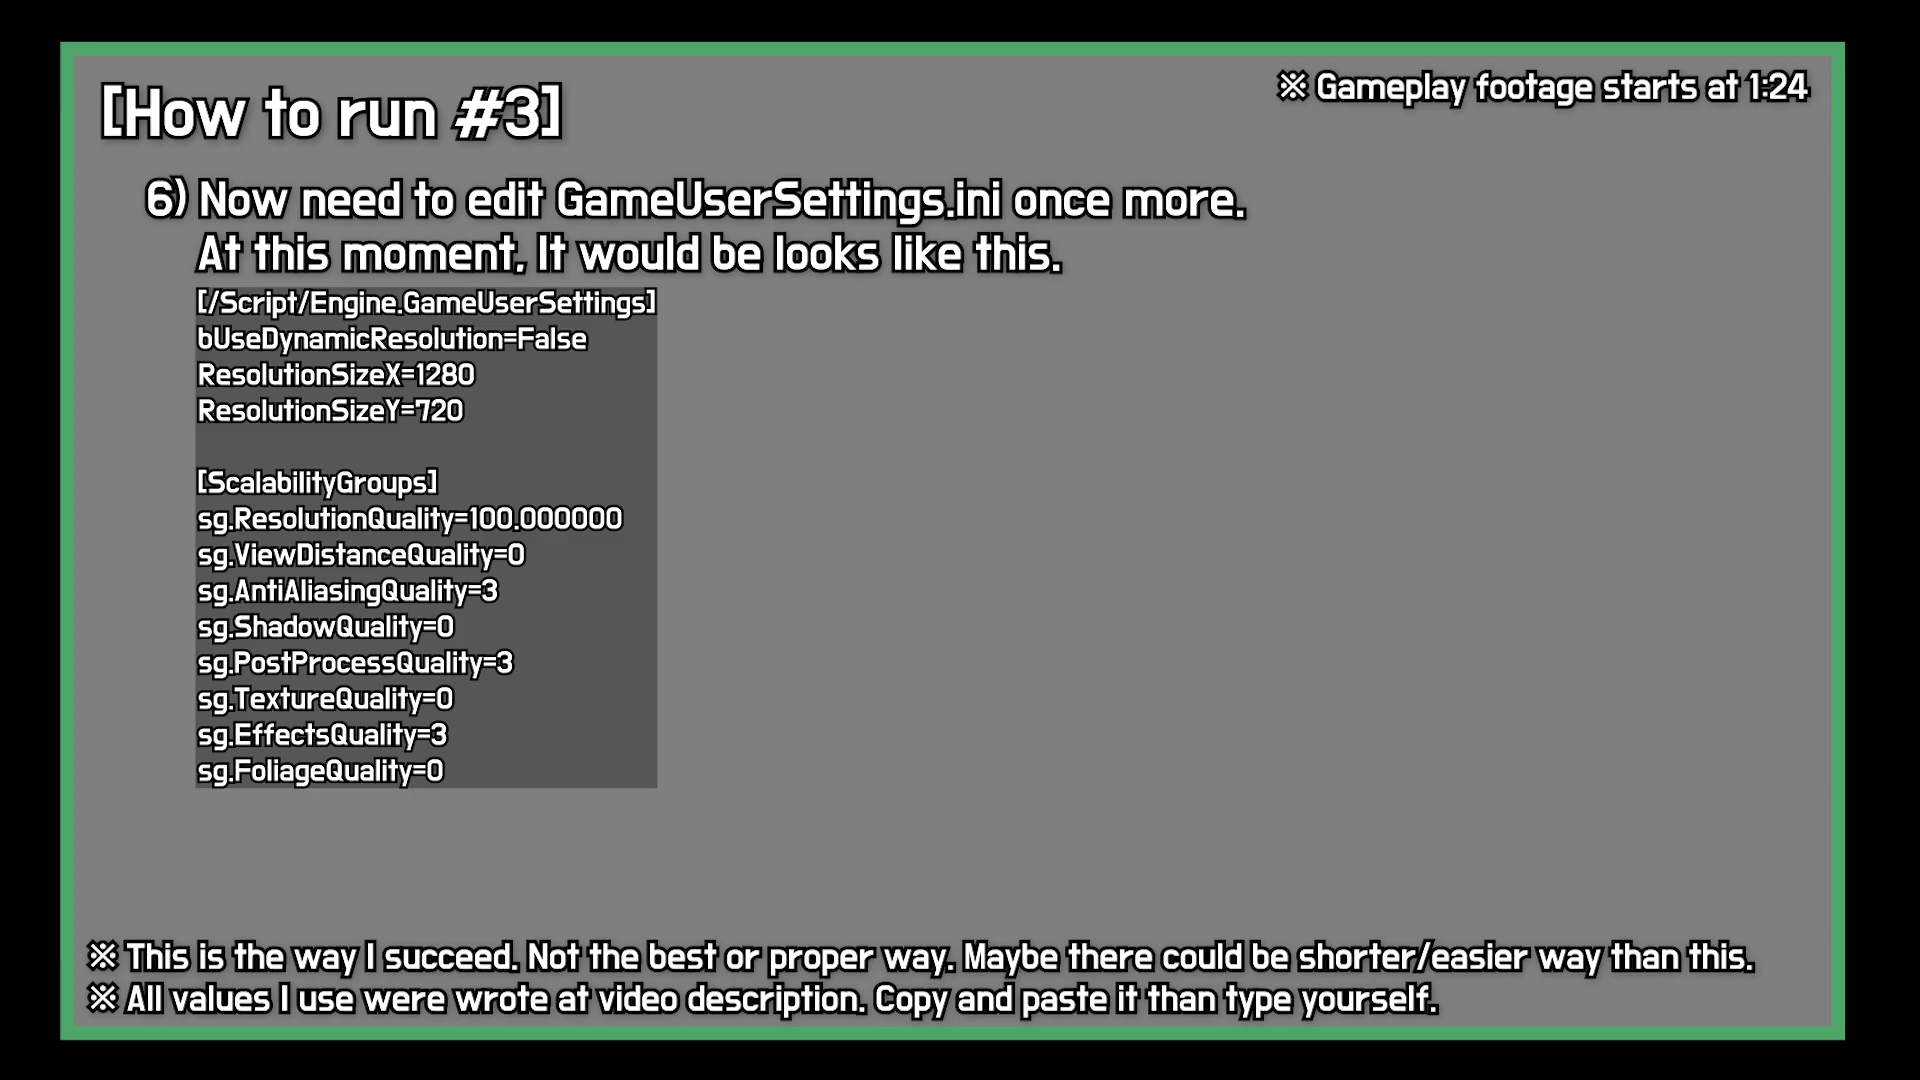 [How to run #3]
※ Gameplay footage starts at 1:24
6) Now need to edit GameUserSettings.ini once more.
At this moment, It would be looks like this.
[/Script/Engine.GameUserSettings]
bUseDynamicResolution=False
ResolutionSizeX=1280
ResolutionSizeY=720
[ScalabilityGroups]
sg.ResolutionQuality=100.000000
sg.ViewDistanceQuality=0
sg.AntiAliasingQuality=3
sg.ShadowQuality=0
sg.PostProcessQuality=3
sg.TextureQuality=0
sg.EffectsQuality=3
sg.FoliageQuality=0
※ This is the way I succeed. Not the best or proper way. Maybe there could be shorter/easier way than this.
※ All values I use were wrote at video description. Copy and paste it than type yourself.